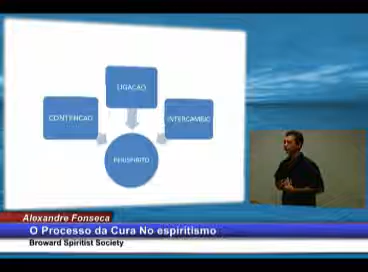 LIGACAO
CONTENCAO
INTERCAMBIO
PERISPIRITO
Alexandre Fonseca
O Processo da Cura No espiritismo
Broward Spiritist Society